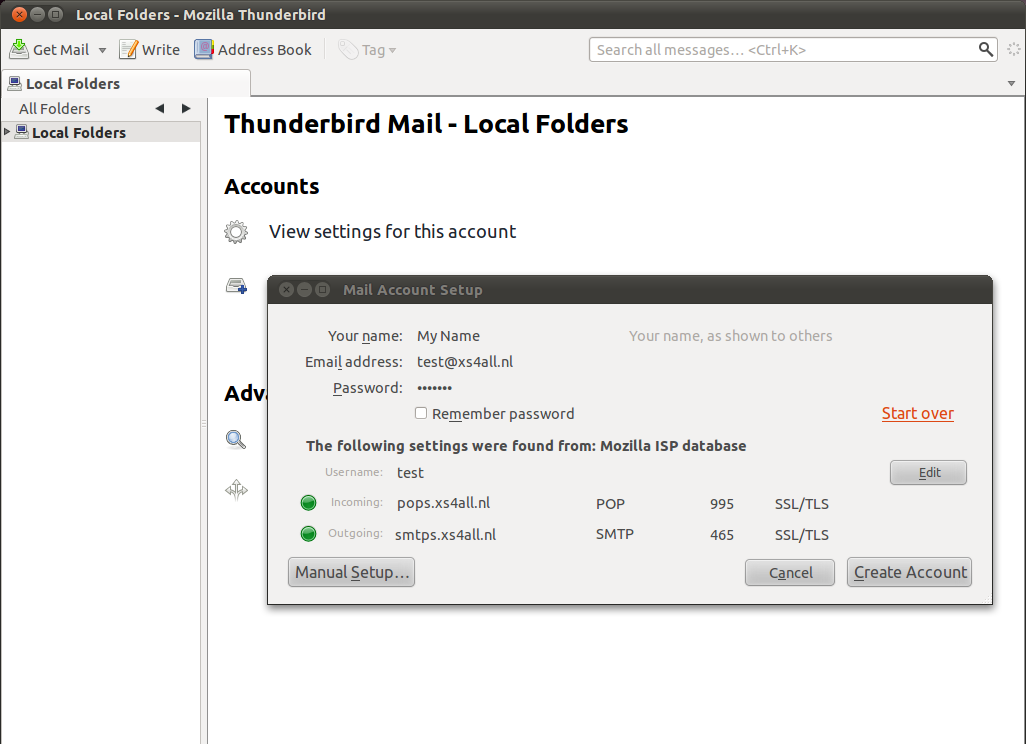 Local Folders - Mozilla Thunderbird
Get Mail Write Address Book Tag Search all messages... <Ctrl+K>
Local Folders
All Folders
Local Folders
Thunderbird Mail - Local Folders
Accounts
View settings for this account
Mail Account Setup
Your name: My Name Your name, as shown to others
Email address: test@xs4all.nl
Password: •••••••
Adva
Remember password Start over
The following settings were found from: Mozilla ISP database
Username: test Edit
Incoming: pops.xs4all.nl POP 995 SSL/TLS
Outgoing: smtps.xs4all.nl SMTP 465 SSL/TLS
Manual Setup... Cancel Create Account